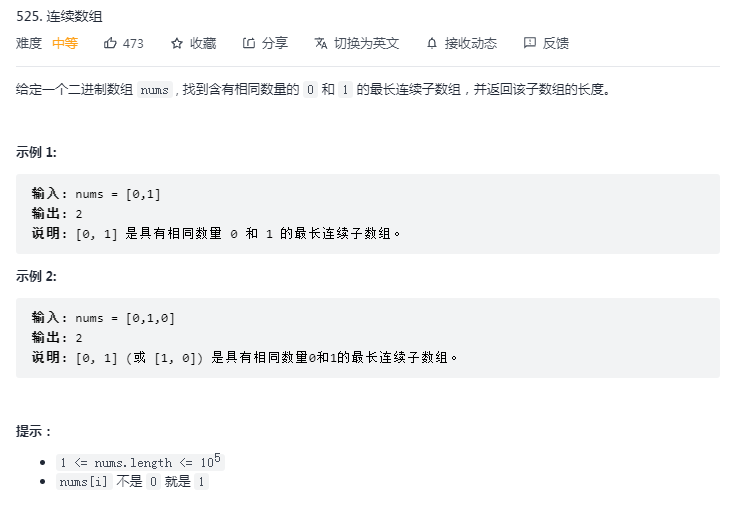 525. 连续数组
难度 中等 473 收藏 分享 切换为英文 接收动态 反馈
给定一个二进制数组 nums , 找到含有相同数量的 0 和 1 的最长连续子数组，并返回该子数组的长度。
示例 1:
输入: nums = [0,1]
输出: 2
说明: [0, 1] 是具有相同数量 0 和 1 的最长连续子数组。
示例 2:
输入: nums = [0,1,0]
输出: 2
说明: [0, 1] (或 [1, 0]) 是具有相同数量0和1的最长连续子数组。
提示：
1 <= nums.length <= 10⁵
nums[i] 不是 0 就是 1